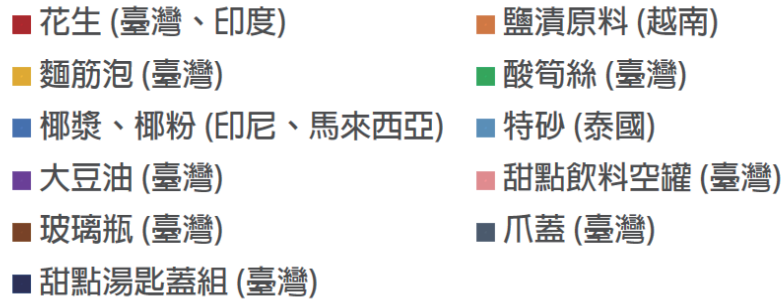 花生 (臺灣、印度)
麵筋泡 (臺灣)
椰漿、椰粉 (印尼、馬來西亞)
大豆油 (臺灣)
玻璃瓶 (臺灣)
甜點湯匙蓋組 (臺灣)
鹽漬原料 (越南)
酸筍絲 (臺灣)
特砂 (泰國)
甜點飲料空罐 (臺灣)
爪蓋 (臺灣)